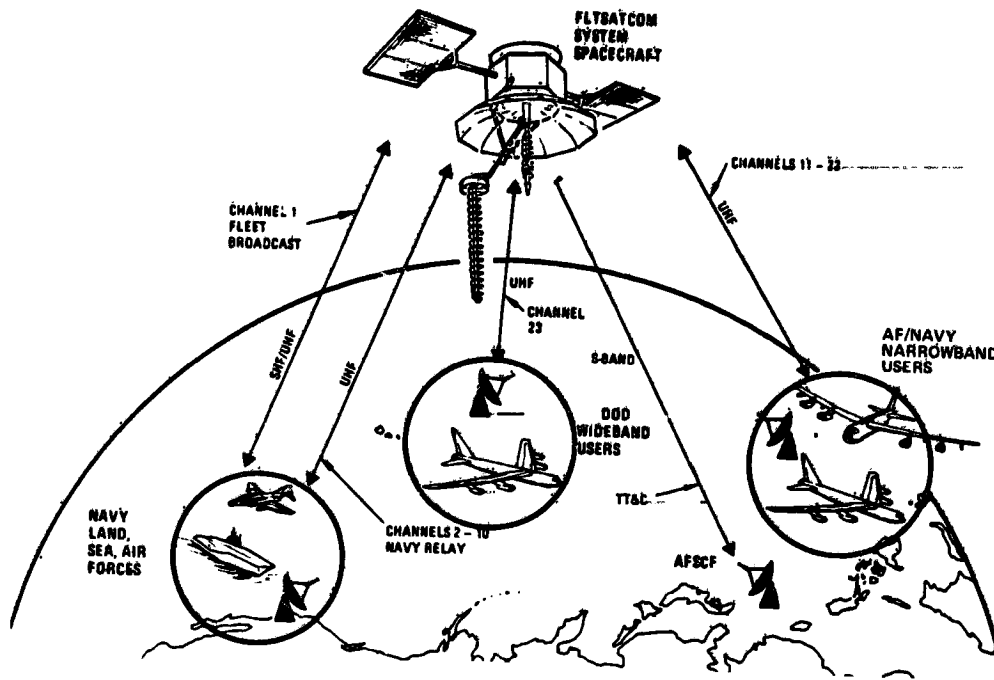 FLTSATCOM
SYSTEM
SPACECRAFT
CHANNELS 11 - 23
UHF
CHANNEL 1
FLEET
BROADCAST
UHF
CHANNEL
23
SHF/UHF
UHF
S-BAND
AF/NAVY
NARROWBAND
USERS
DOD
WIDEBAND
USERS
TT&C
NAVY
LAND,
SEA, AIR
FORCES
CHANNELS 2 - 10
NAVY RELAY
AFSCF